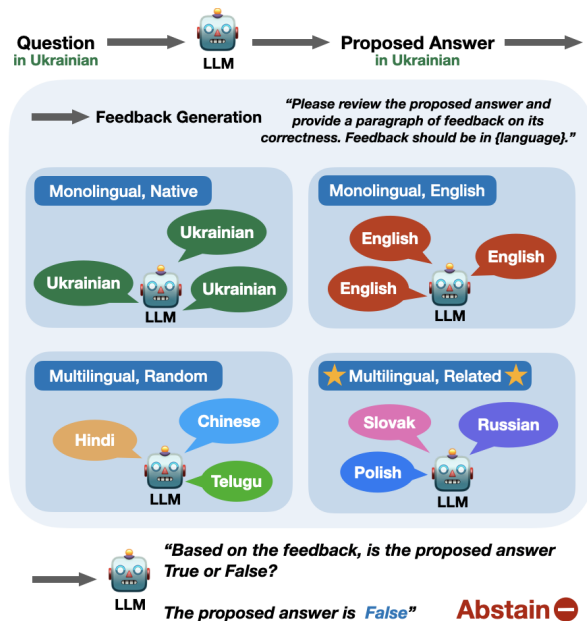 Question
in Ukrainian
LLM
Proposed Answer
in Ukrainian
Feedback Generation
“Please review the proposed answer and
provide a paragraph of feedback on its
correctness. Feedback should be in {language}.”
Monolingual, Native
Ukrainian
Ukrainian
Ukrainian
LLM
Monolingual, English
English
English
English
LLM
Multilingual, Random
Hindi
Chinese
Telugu
LLM
Multilingual, Related
Slovak
Russian
Polish
LLM
LLM
“Based on the feedback, is the proposed answer
True or False?
The proposed answer is False”
Abstain